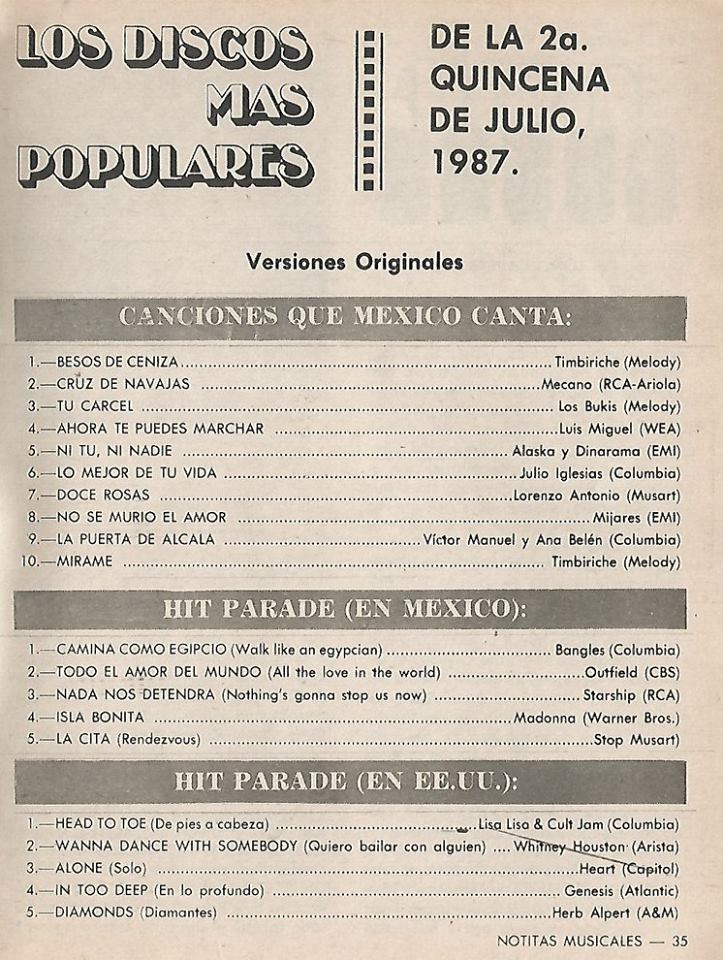 LOS DISCOS
MAS
POPULARES
DE LA 2a.
QUINCENA
DE JULIO,
1987.
Versiones Originales
CANCIONES QUE MEXICO CANTA:
1.—BESOS DE CENIZA........................Timbiriche (Melody)
2.—CRUZ DE NAVAJAS ........................Mecano (RCA-Ariola)
3.—TU CARCEL ........................ Los Bukis (Melody)
4.—AHORA TE PUEDES MARCHAR ........................Luis Miguel (WEA)
5.—NI TU, NI NADIE ........................ Alaska y Dinarama (EMI)
6.—LO MEJOR DE TU VIDA ........................Julio Iglesias (Columbia)
7.—DOCE ROSAS ........................Lorenzo Antonio (Musart)
8.—NO SE MURIO EL AMOR ........................ Mijares (EMI)
9.—LA PUERTA DE ALCALA ........................Víctor Manuel y Ana Belén (Columbia)
10.—MIRAME ........................ Timbiriche (Melody)
HIT PARADE (EN MEXICO):
1.—CAMINA COMO EGIPCIO (Walk like an egypcian) ........................ Bangles (Columbia)
2.—TODO EL AMOR DEL MUNDO (All the love in the world) ........................Outfield (CBS)
3.—NADA NOS DETENDRA (Nothing's gonna stop us now) ........................Starship (RCA)
4.—ISLA BONITA ........................Madonna (Warner Bros.)
5.—LA CITA (Rendezvous) ........................Stop Musart)
HIT PARADE (EN EE.UU.):
1.—HEAD TO TOE (De pies a cabeza) ........................Lisa Lisa & Cult Jam (Columbia)
2.—WANNA DANCE WITH SOMEBODY (Quiero bailar con alguien) .... Whitney Houston (Arista)
3.—ALONE (Solo) ........................ Heart (Capitol)
4.—IN TOO DEEP (En lo profundo) ........................ Genesis (Atlantic)
5.—DIAMONDS (Diamantes) ........................Herb Alpert (A&M)
NOTITAS MUSICALES — 35